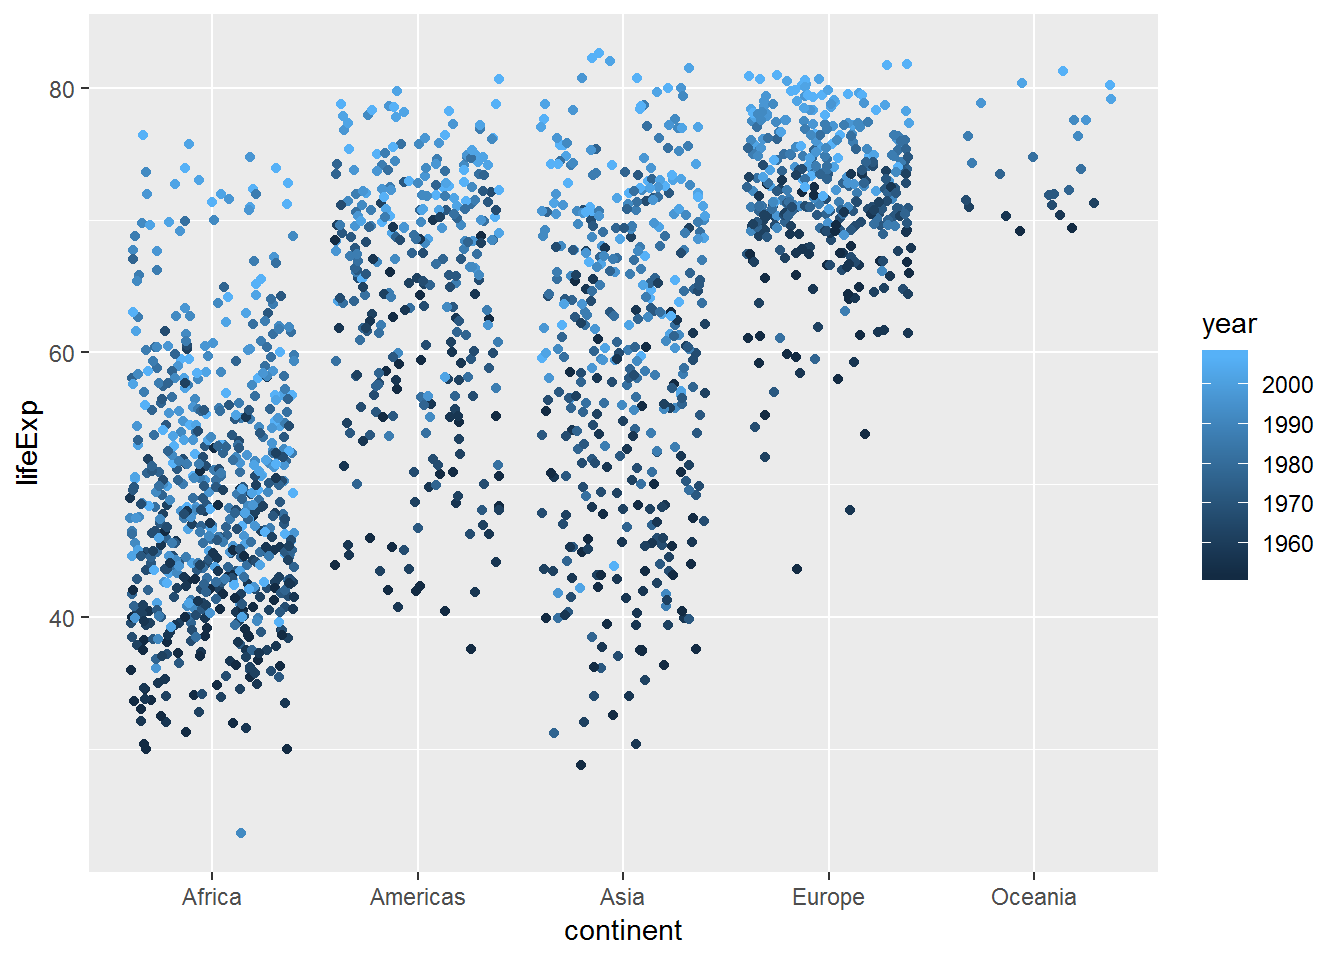 80
60
40
lifeExp
Africa
Americas
Asia
Europe
Oceania
continent
year
2000
1990
1980
1970
1960